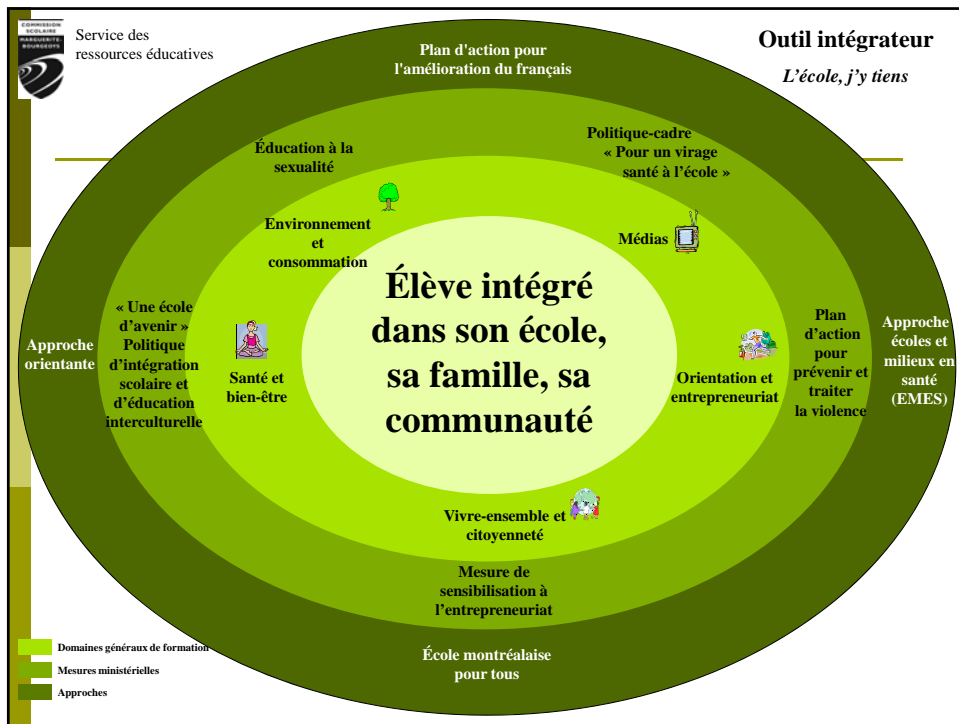 COMMISSION
SCOLAIRE
MARGUERITE-
BOURGEOYS
Service des
ressources éducatives
Outil intégrateur
L'école, j'y tiens
Plan d'action pour
l'amélioration du français
Éducation à la
sexualité
Politique-cadre
« Pour un virage
santé à l'école »
Environnement
et
consommation
Médias
Élève intégré
dans son école,
sa famille, sa
communauté
Approche
orientante
« Une école
d'avenir »
Politique
d'intégration
scolaire et
d'éducation
interculturelle
Santé et
bien-être
Orientation et
entrepreneuriat
Plan
d'action
pour
prévenir et
traiter
la violence
Approche
écoles et
milieux en
santé
(EMES)
Vivre-ensemble et
citoyenneté
Mesure de
sensibilisation à
l'entrepreneuriat
École montréalaise
pour tous
Domaines généraux de formation
Mesures ministérielles
Approches